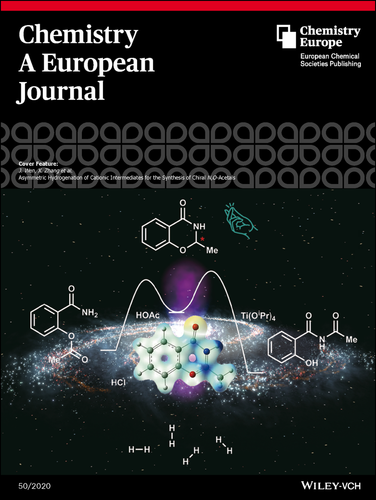 Chemistry
A European
Journal
Chemistry
Europe
European Chemical
Societies Publishing
Cover Feature:
J. Wen, X. Zhang et al.
Asymmetric Hydrogenation of Cationic Intermediates for the Synthesis of Chiral N,O-Acetals
O
NH
O
Me
*
O
NH₂
O
Me
O
HOAc
Ti(OⁱPr)₄
O
O
N
H
Me
OH
HCl
H
H
H–H
H
H
H
H
50/2020
WILEY-VCH